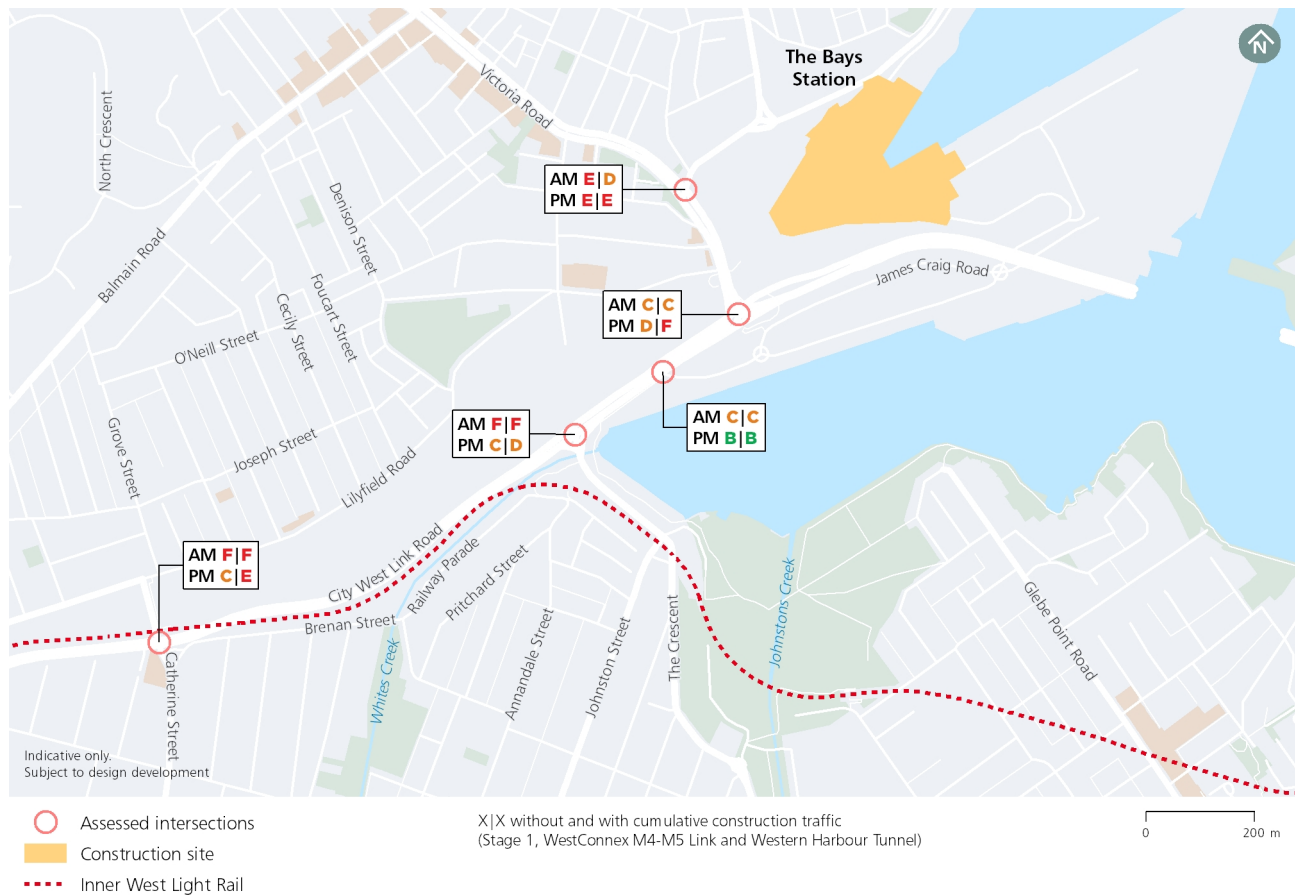 The Bays
Station
N
Victoria Road
North Crescent
AM E|D
PM E|E
Denison Street
Balmain Road
James Craig Road
Foucart Street
Cecily Street
AM C|C
PM D|F
O'Neill Street
AM C|C
PM B|B
AM F|F
PM C|D
Grove Street
Joseph Street
Lilyfield Road
AM F|F
PM C|E
City West Link Road
Railway Parade
Pritchard Street
Brenan Street
Johnstons Creek
Glebe Point Road
The Crescent
Annandale Street
Johnston Street
Whites Creek
Catherine Street
Indicative only.
Subject to design development
Assessed intersections
Construction site
Inner West Light Rail
X|X without and with cumulative construction traffic
(Stage 1, WestConnex M4-M5 Link and Western Harbour Tunnel)
0 200 m